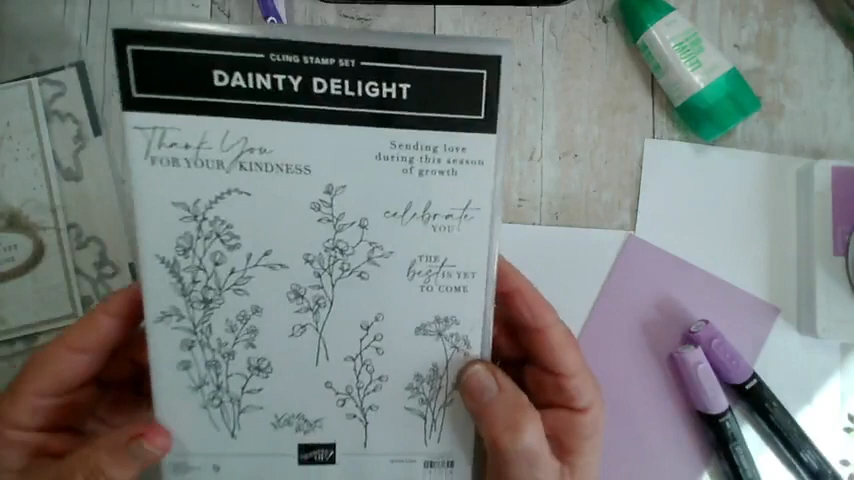 CLING STAMP SET
DAINTY DELIGHT
Thank You
FOR YOUR KINDNESS
Sending love
during this season
of growth
celebrate
YOU
THE
best IS YET
TO COME